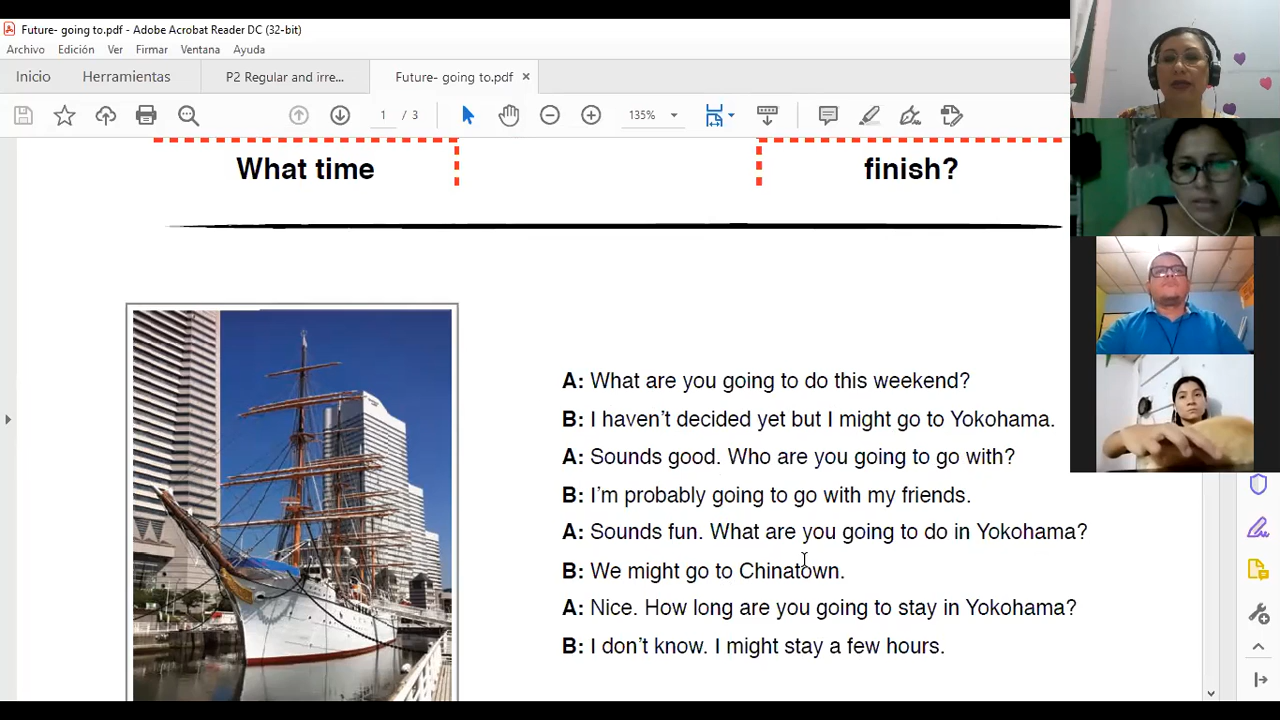 Future- going to.pdf - Adobe Acrobat Reader DC (32-bit)
Archivo Edición Ver Firmar Ventana Ayuda
Inicio Herramientas P2 Regular and irre... Future- going to.pdf ×
1 / 3 135%
What time finish?
A: What are you going to do this weekend?
B: I haven't decided yet but I might go to Yokohama.
A: Sounds good. Who are you going to go with?
B: I'm probably going to go with my friends.
A: Sounds fun. What are you going to do in Yokohama?
B: We might go to Chinatown.
A: Nice. How long are you going to stay in Yokohama?
B: I don't know. I might stay a few hours.